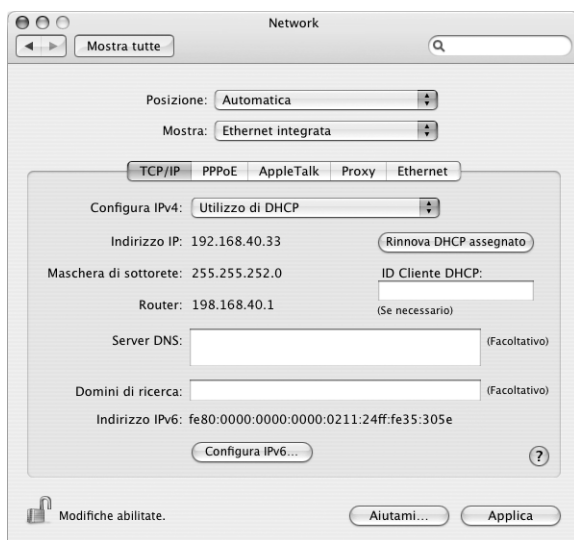 Network
Mostra tutte
Posizione: Automatica
Mostra: Ethernet integrata
TCP/IP PPPoE AppleTalk Proxy Ethernet
Configura IPv4: Utilizzo di DHCP
Indirizzo IP: 192.168.40.33 Rinnova DHCP assegnato
Maschera di sottorete: 255.255.252.0 ID Cliente DHCP:
Router: 198.168.40.1 (Se necessario)
Server DNS: (Facoltativo)
Domini di ricerca: (Facoltativo)
Indirizzo IPv6: fe80:0000:0000:0000:0211:24ff:fe35:305e
Configura IPv6... ?
Modifiche abilitate. Aiutami... Applica